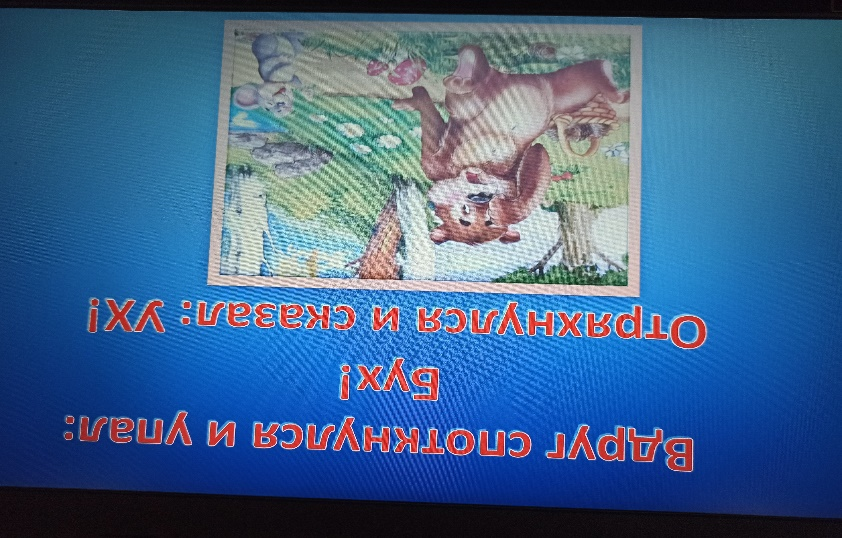 Вдруг споткнулся и упал:
Бух!
Отряхнулся и сказал: УХ!